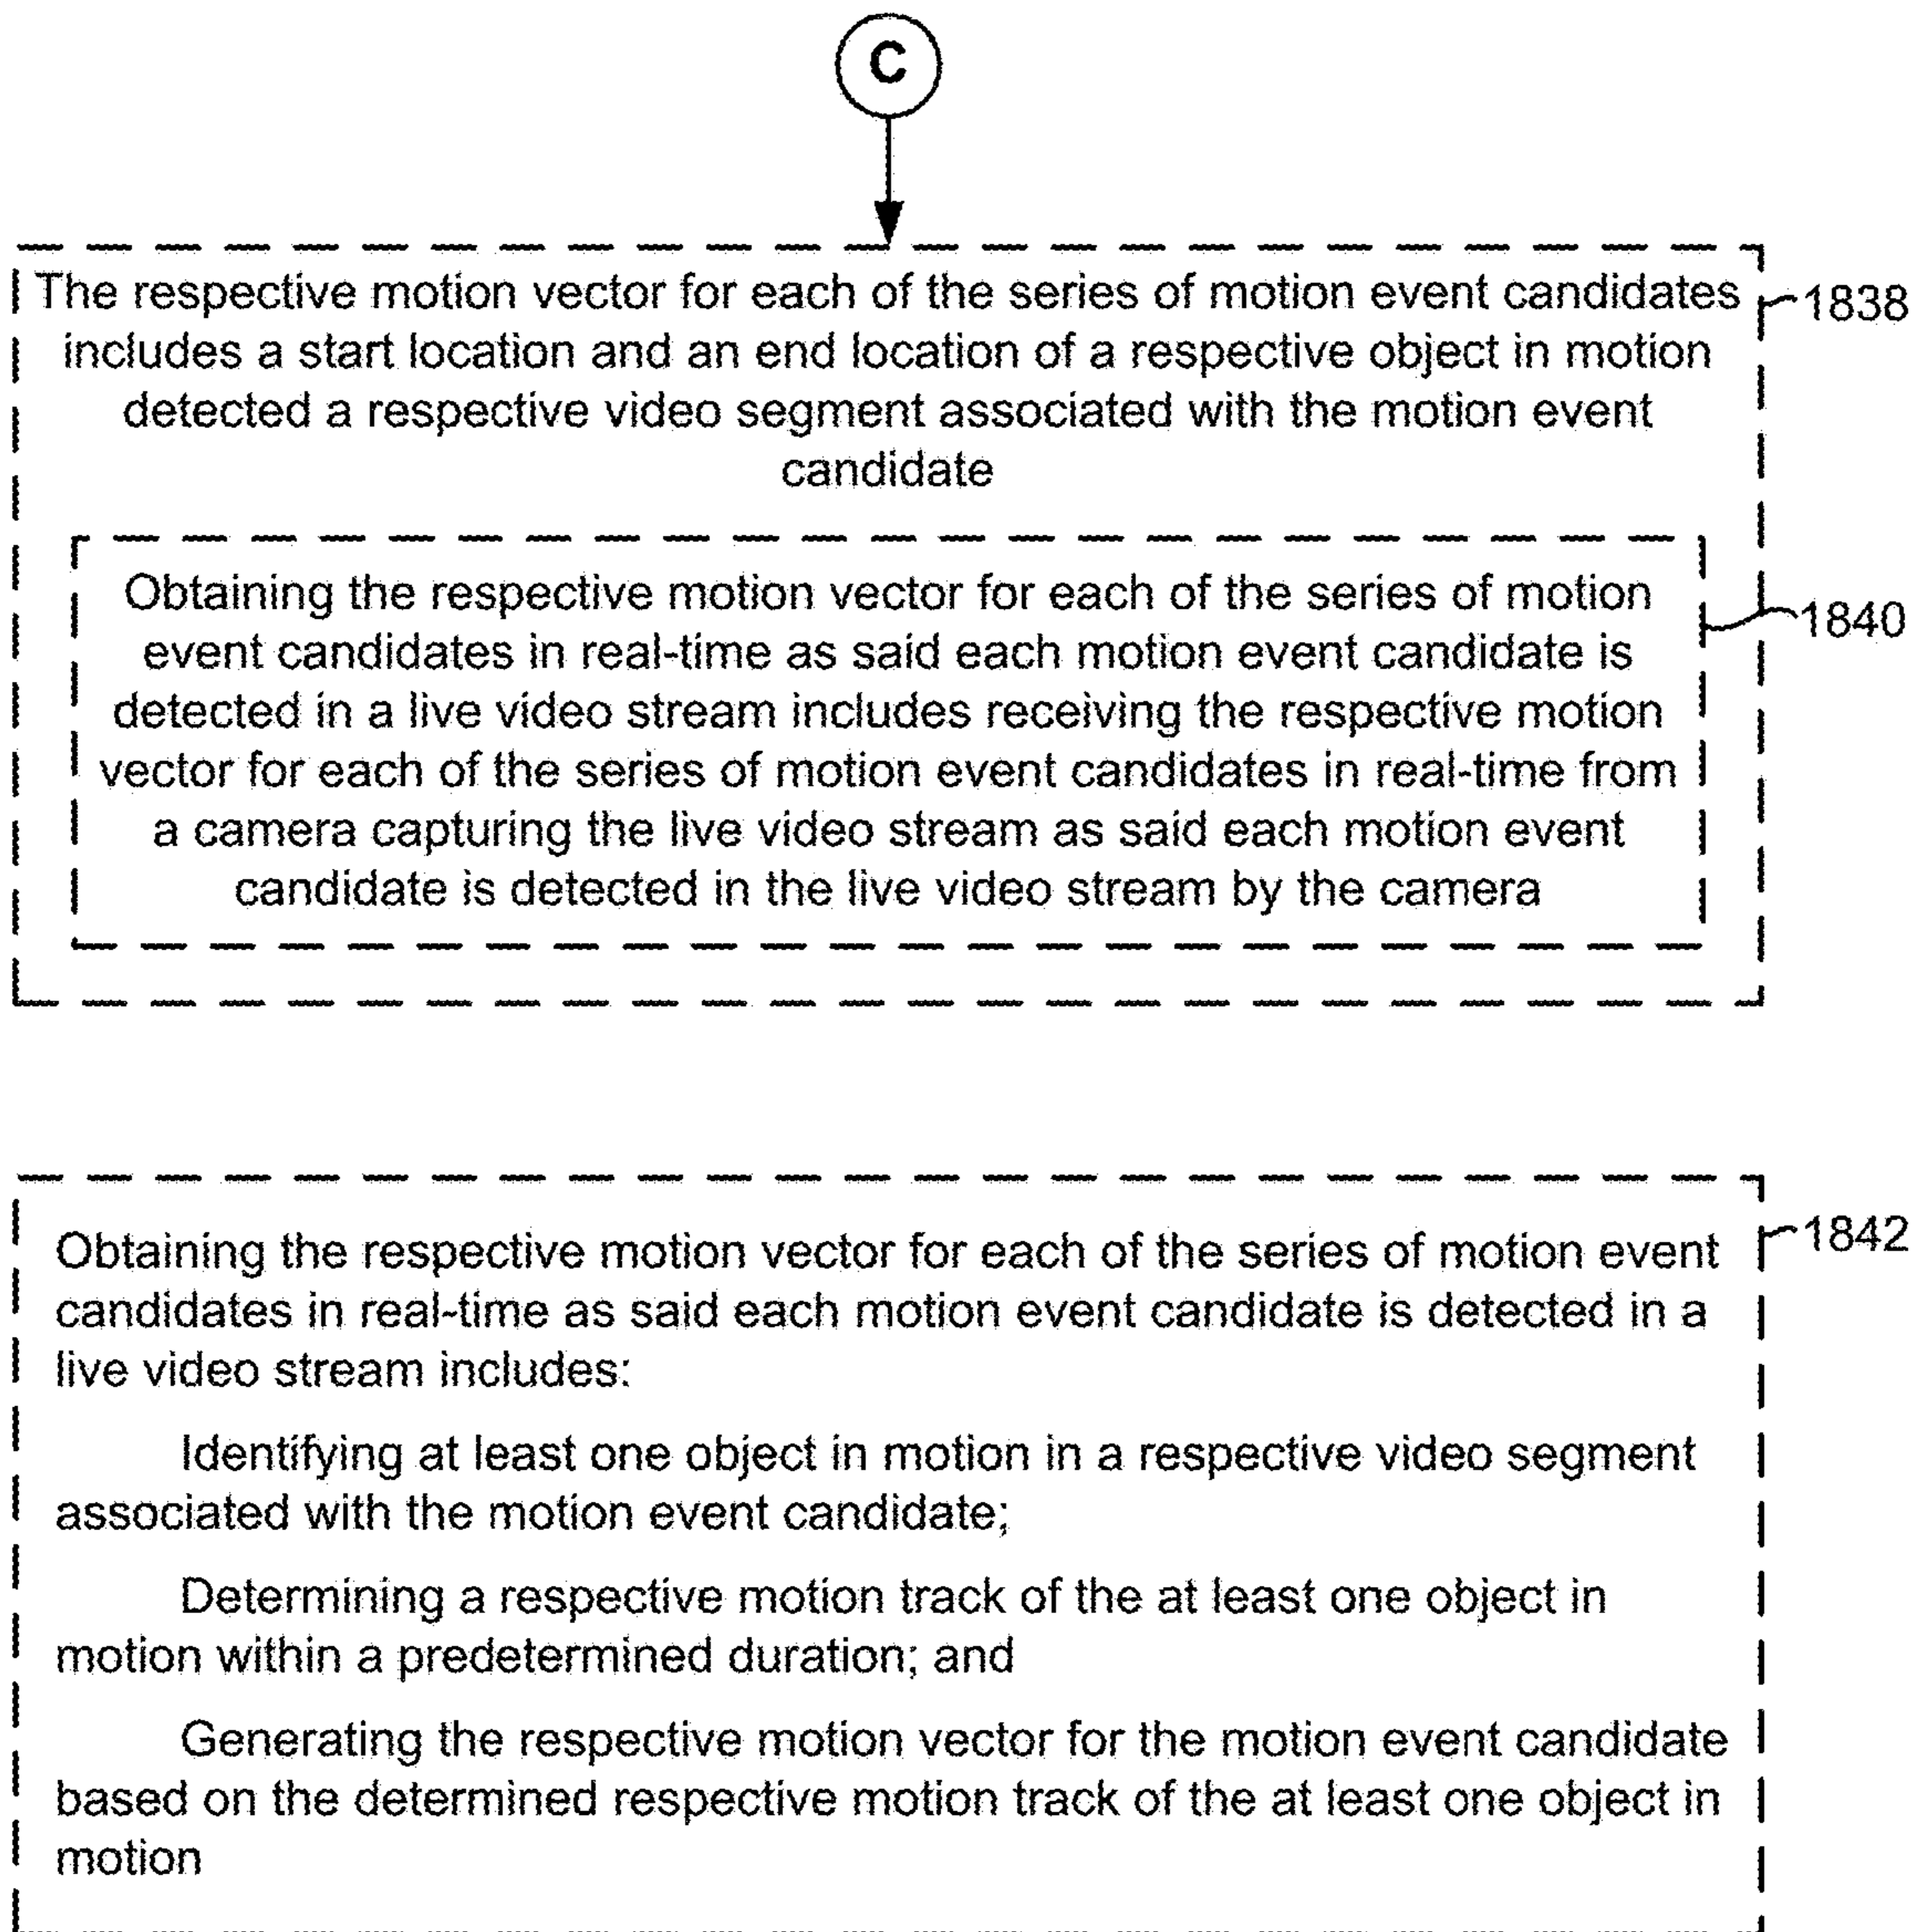 C
The respective motion vector for each of the series of motion event candidates
includes a start location and an end location of a respective object in motion
detected a respective video segment associated with the motion event
candidate
1838
Obtaining the respective motion vector for each of the series of motion
event candidates in real-time as said each motion event candidate is
detected in a live video stream includes receiving the respective motion
vector for each of the series of motion event candidates in real-time from
a camera capturing the live video stream as said each motion event
candidate is detected in the live video stream by the camera
1840
Obtaining the respective motion vector for each of the series of motion event
candidates in real-time as said each motion event candidate is detected in a
live video stream includes:
Identifying at least one object in motion in a respective video segment
associated with the motion event candidate;
Determining a respective motion track of the at least one object in
motion within a predetermined duration; and
Generating the respective motion vector for the motion event candidate
based on the determined respective motion track of the at least one object in
motion
1842